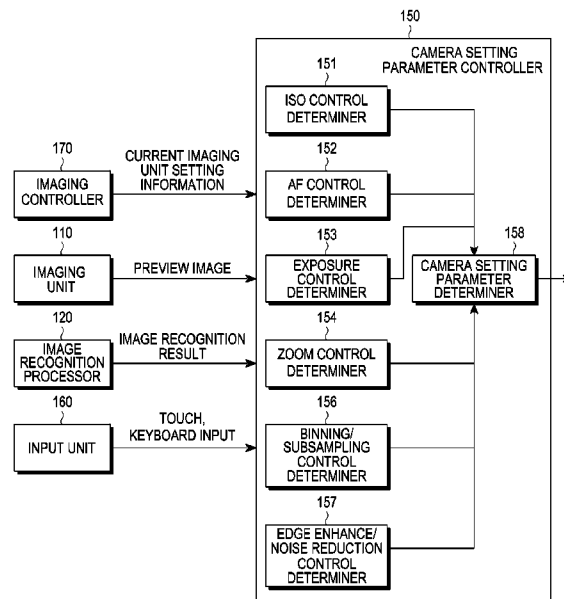 150
CAMERA SETTING
PARAMETER CONTROLLER
151
ISO CONTROL
DETERMINER
170
IMAGING
CONTROLLER
CURRENT IMAGING
UNIT SETTING
INFORMATION
152
AF CONTROL
DETERMINER
110
IMAGING
UNIT
PREVIEW IMAGE
153
EXPOSURE
CONTROL
DETERMINER
158
CAMERA SETTING
PARAMETER
DETERMINER
120
IMAGE
RECOGNITION
PROCESSOR
IMAGE RECOGNITION
RESULT
154
ZOOM CONTROL
DETERMINER
160
INPUT UNIT
TOUCH,
KEYBOARD INPUT
156
BINNING/
SUBSAMPLING
CONTROL
DETERMINER
157
EDGE ENHANCE/
NOISE REDUCTION
CONTROL
DETERMINER